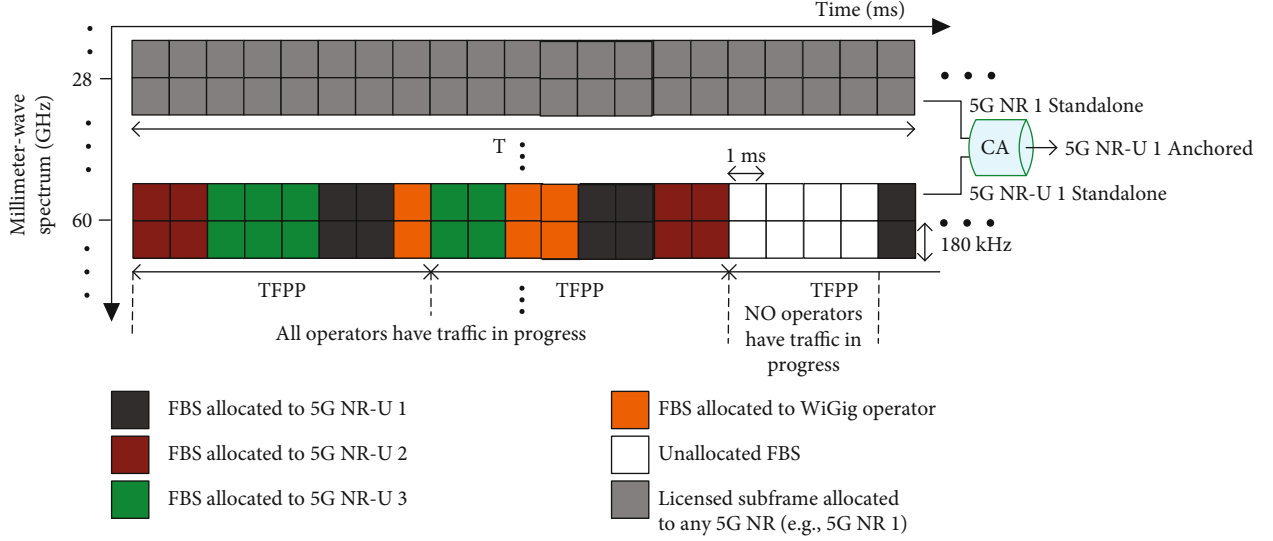 Time (ms)
Millimeter-wave
spectrum (GHz)
28
5G NR 1 Standalone
T
CA
5G NR-U 1 Anchored
1 ms
5G NR-U 1 Standalone
60
180 kHz
TFPP
TFPP
TFPP
All operators have traffic in progress
NO operators
have traffic in
progress
FBS allocated to 5G NR-U 1
FBS allocated to WiGig operator
FBS allocated to 5G NR-U 2
Unallocated FBS
FBS allocated to 5G NR-U 3
Licensed subframe allocated
to any 5G NR (e.g., 5G NR 1)